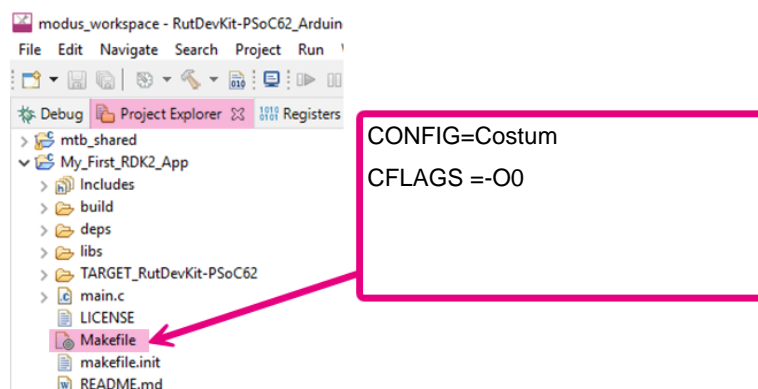 modus_workspace - RutDevKit-PSoC62_Arduin
File Edit Navigate Search Project Run
Debug Project Explorer Registers
mtb_shared
My_First_RDK2_App
Includes
build
deps
libs
TARGET_RutDevKit-PSoC62
main.c
LICENSE
Makefile
makefile.init
README.md
CONFIG=Costum
CFLAGS =-O0